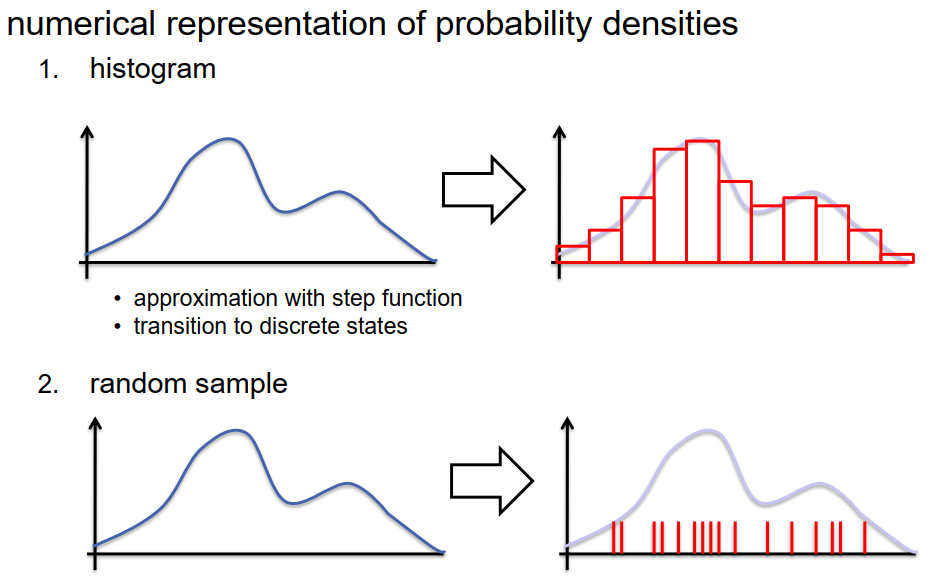 numerical representation of probability densities
1. histogram
• approximation with step function
• transition to discrete states
2. random sample